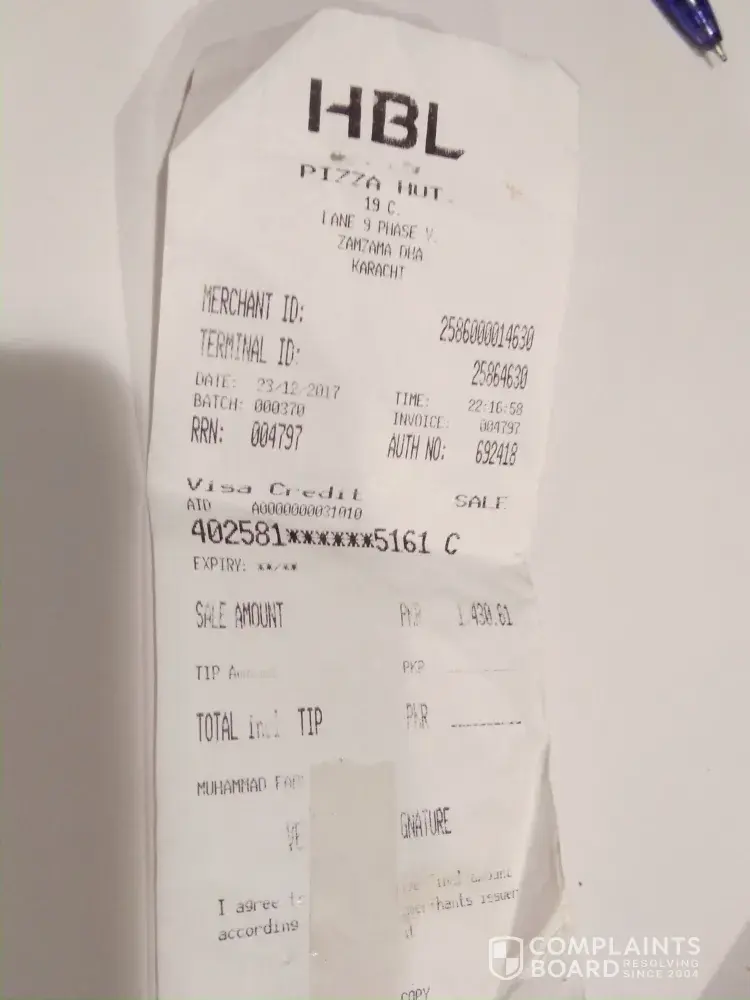 HBL
PIZZA HUT.
19 C.
LANE 9 PHASE V.
ZAMZAMA DHA
KARACHI
MERCHANT ID: 2586000014630
TERMINAL ID: 25864630
DATE: 23/12/2017 TIME: 22:16:58
BATCH: 000370 INVOICE: 004797
RRN: 004797 AUTH NO: 692418
Visa Credit SALE
AID A0000000031010
402581******5161 C
EXPIRY: **/**
SALE AMOUNT PKR 1,430.61
TIP PKR
TOTAL incl TIP PKR
MUHAMMAD
I agree
according
issuer
COPY
COMPLAINTS
BOARD RESOLVING SINCE 2004